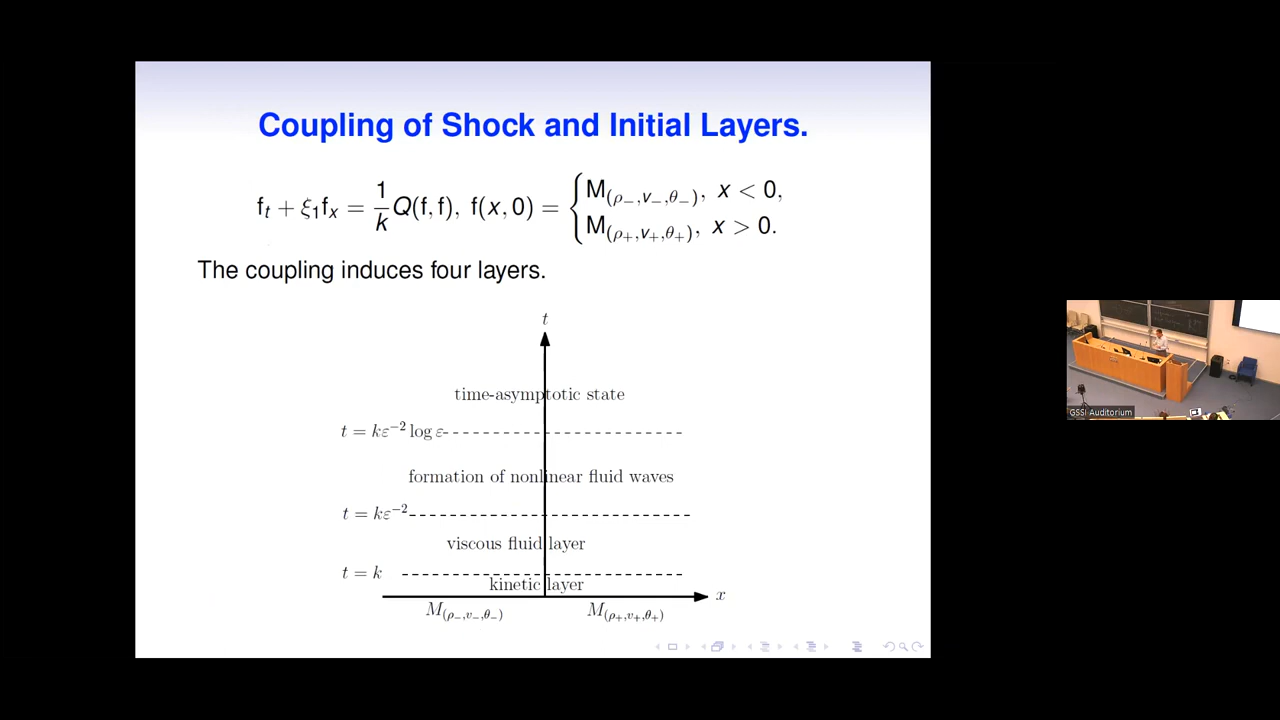 Coupling of Shock and Initial Layers.
f_t + ξ_1 f_x = \frac{1}{k} Q(f, f), f(x, 0) = { M_{(ρ_−,v_−,θ_−)}, x < 0,
M_{(ρ_+,v_+,θ_+)}, x > 0.
The coupling induces four layers.
t
time-asymptotic state
t = kε^{−2} log ε
formation of nonlinear fluid waves
t = kε^{−2}
viscous fluid layer
t = k
kinetic layer
x
M_{(ρ_−,v_−,θ_−)} M_{(ρ_+,v_+,θ_+)}
GSSI Auditorium